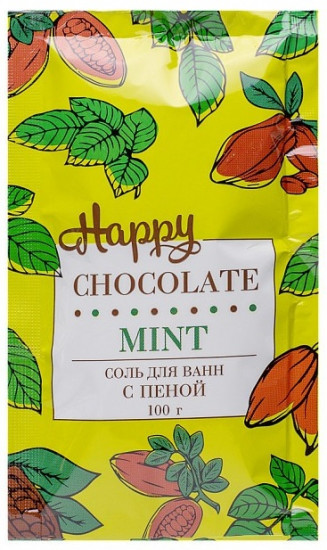 Happy
CHOCOLATE
MINT
СОЛЬ ДЛЯ ВАНН
С ПЕНОЙ
100 г